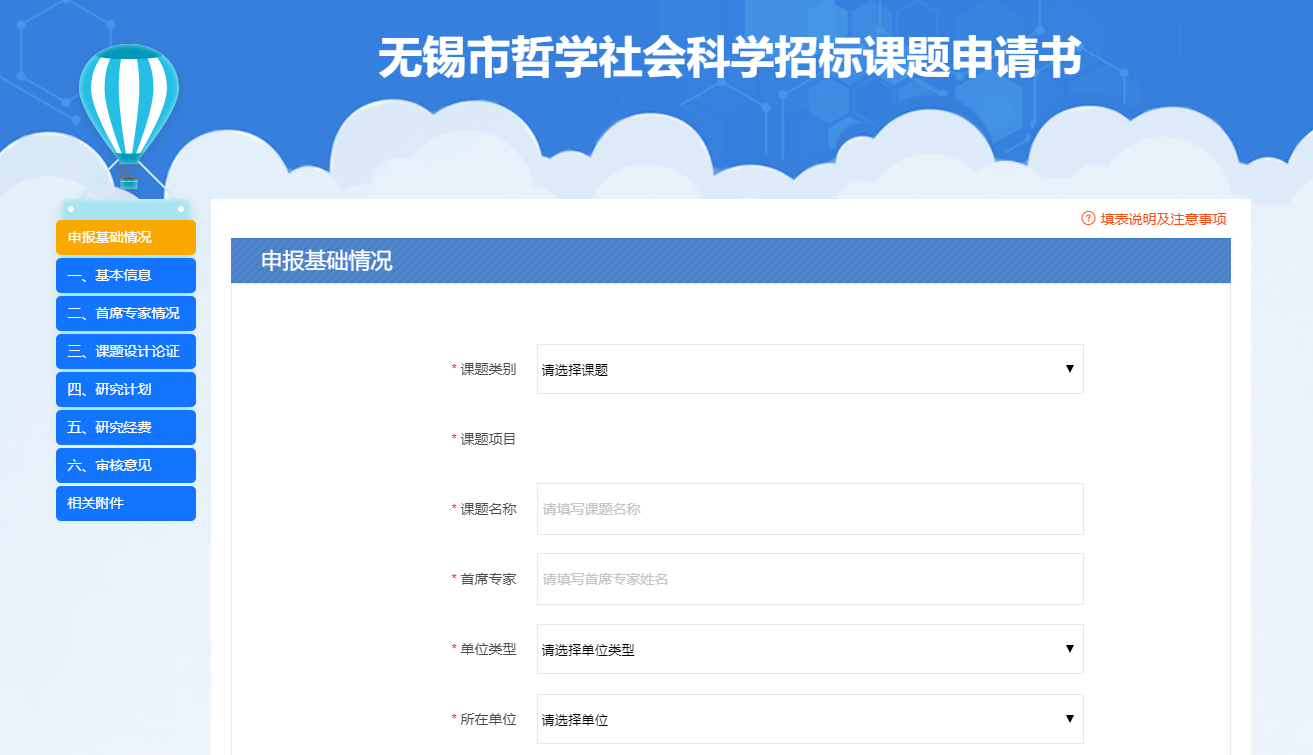 无锡市哲学社会科学招标课题申请书
填表说明及注意事项
申报基础情况
一、基本信息
二、首席专家情况
三、课题设计论证
四、研究计划
五、研究经费
六、审核意见
相关附件
申报基础情况
* 课题类别 请选择课题
* 课题项目
* 课题名称 请填写课题名称
* 首席专家 请填写首席专家姓名
* 单位类型 请选择单位类型
* 所在单位 请选择单位